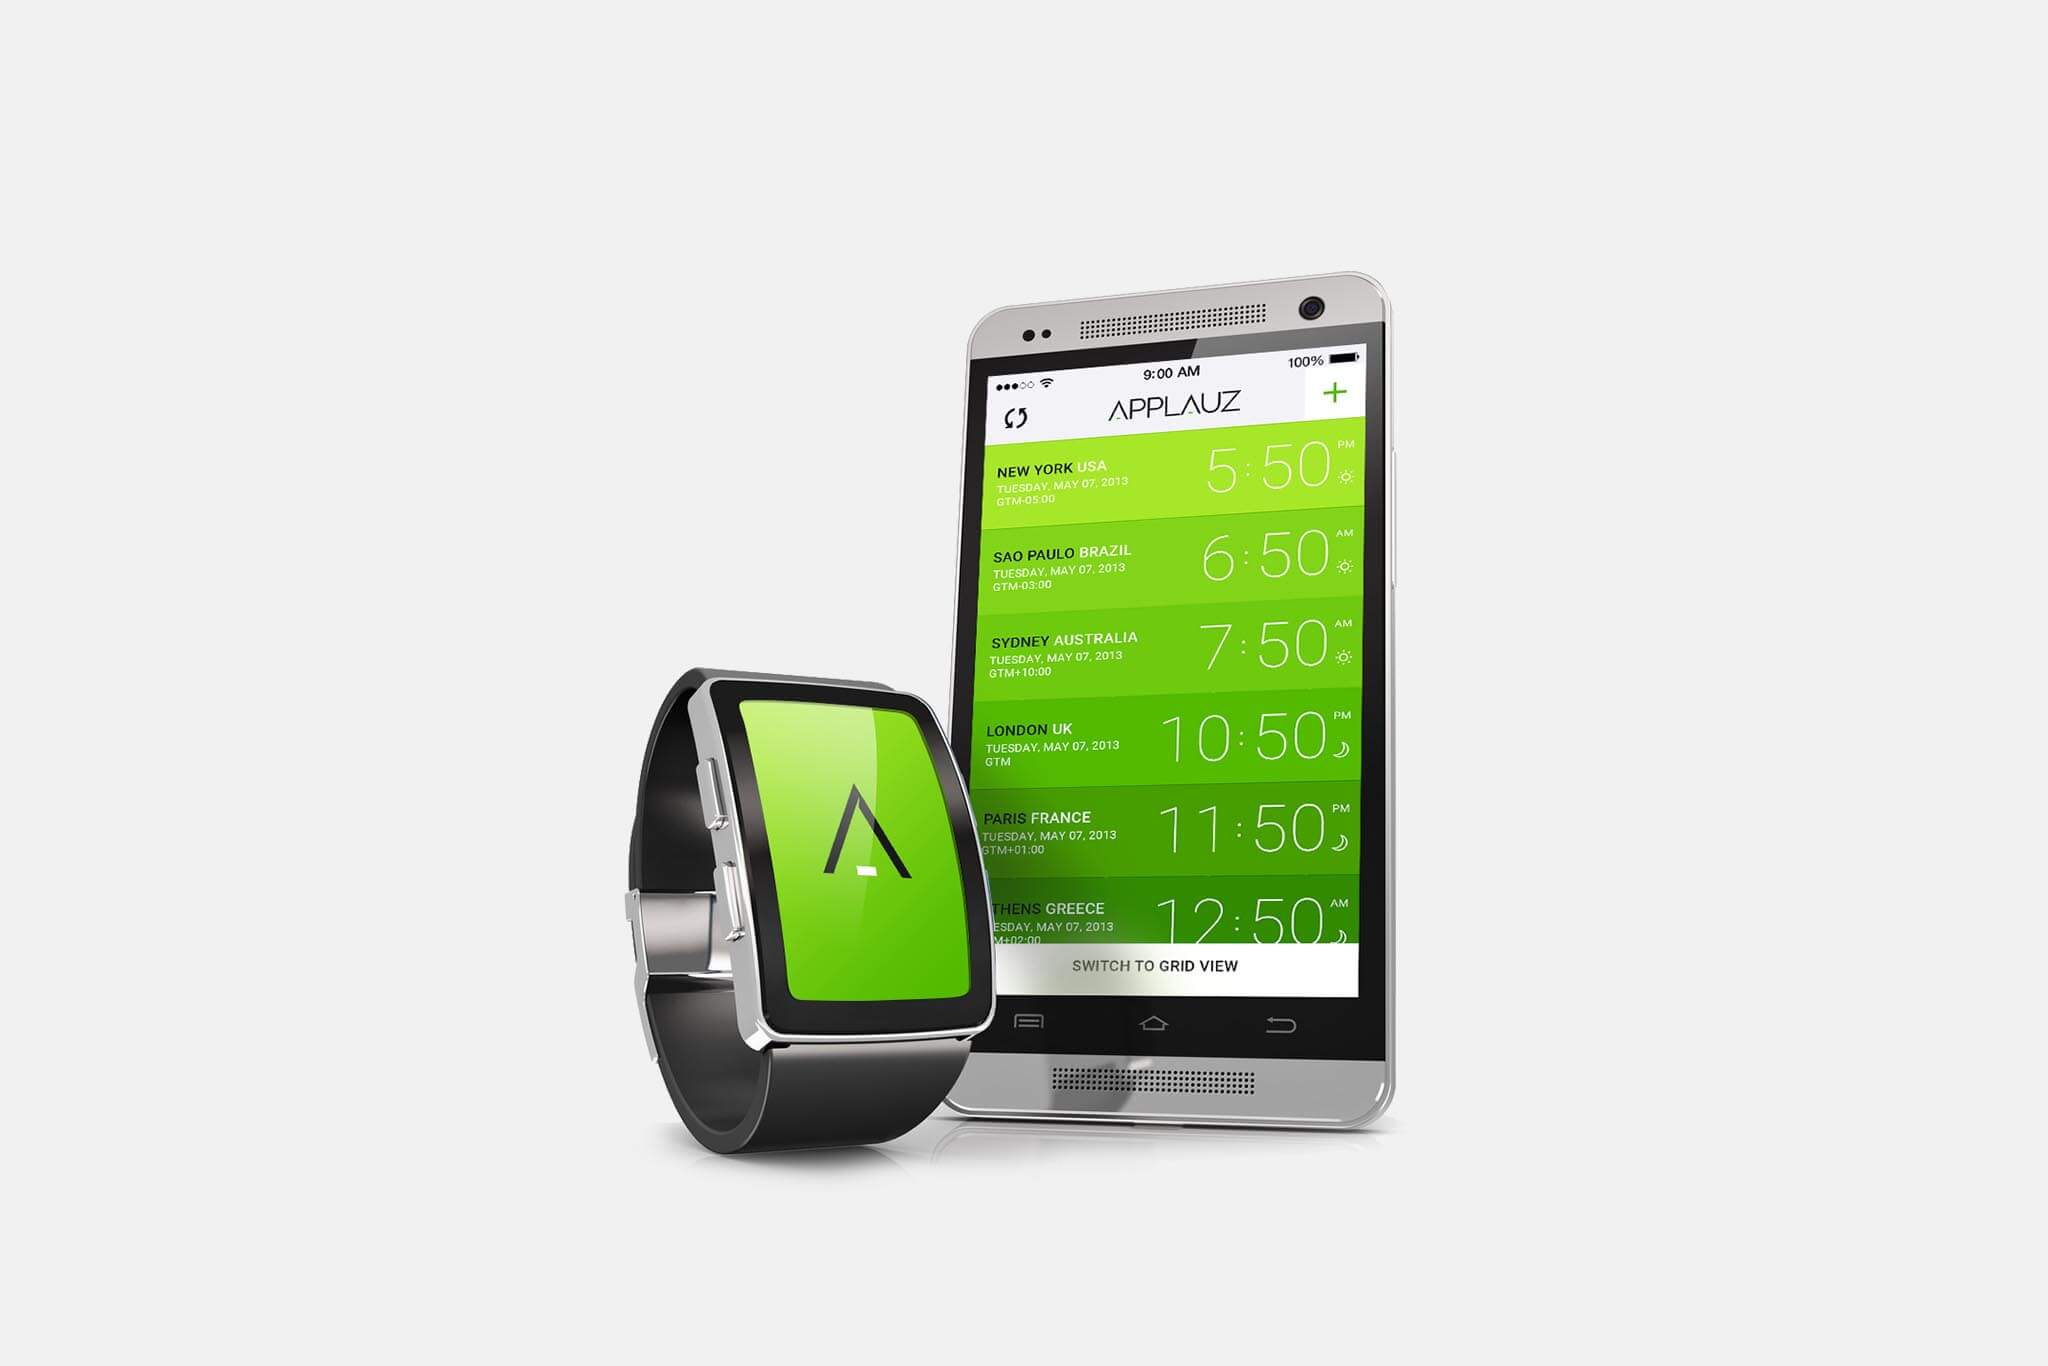 9:00 AM
100%
APPLAUZ
+
NEW YORK USA
TUESDAY, MAY 07, 2013
GTM-05:00
5:50 PM
SAO PAULO BRAZIL
TUESDAY, MAY 07, 2013
GTM-03:00
6:50 AM
SYDNEY AUSTRALIA
TUESDAY, MAY 07, 2013
GTM+10:00
7:50 AM
LONDON UK
TUESDAY, MAY 07, 2013
GTM
10:50 PM
PARIS FRANCE
TUESDAY, MAY 07, 2013
GTM+01:00
11:50 PM
THENS GREECE
ESDAY, MAY 07, 2013
M+02:00
12:50 AM
SWITCH TO GRID VIEW
A